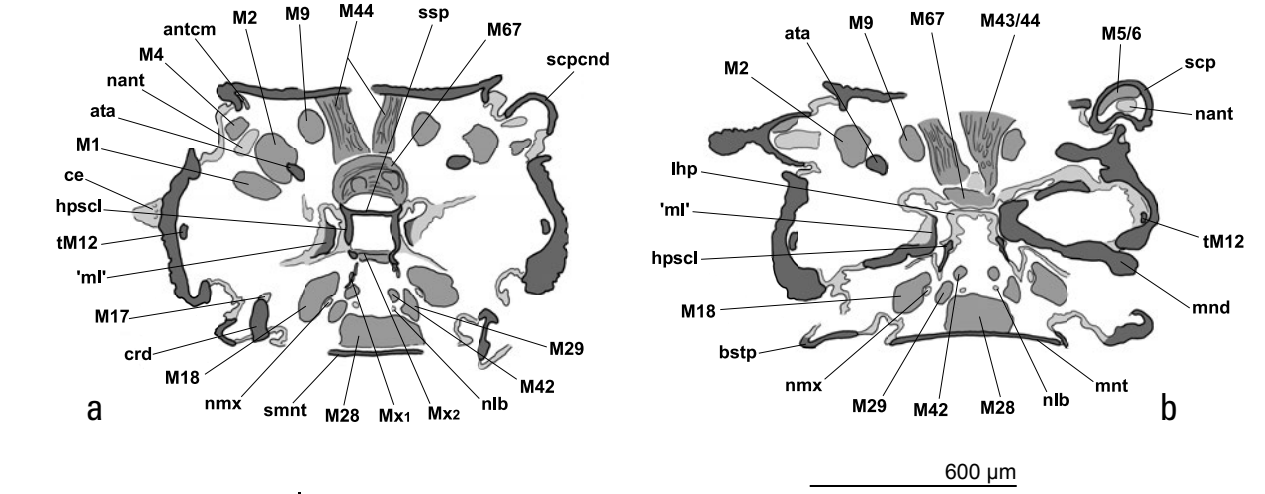 antcm M2 M9 M44 ssp M67 scpcnd
M4
nant
ata
M1
ce
hpscl
tM12
'ml'
M17
crd
M18
nmx
smnt
M28
Mx1
Mx2
nlb
M42
M29
a
ata M9 M67 M43/44 M5/6
M2
scp
nant
lhp
'ml'
hpscl
tM12
mnd
M18
bstp
nmx
M29
M42
M28
nlb
mnt
b
600 µm